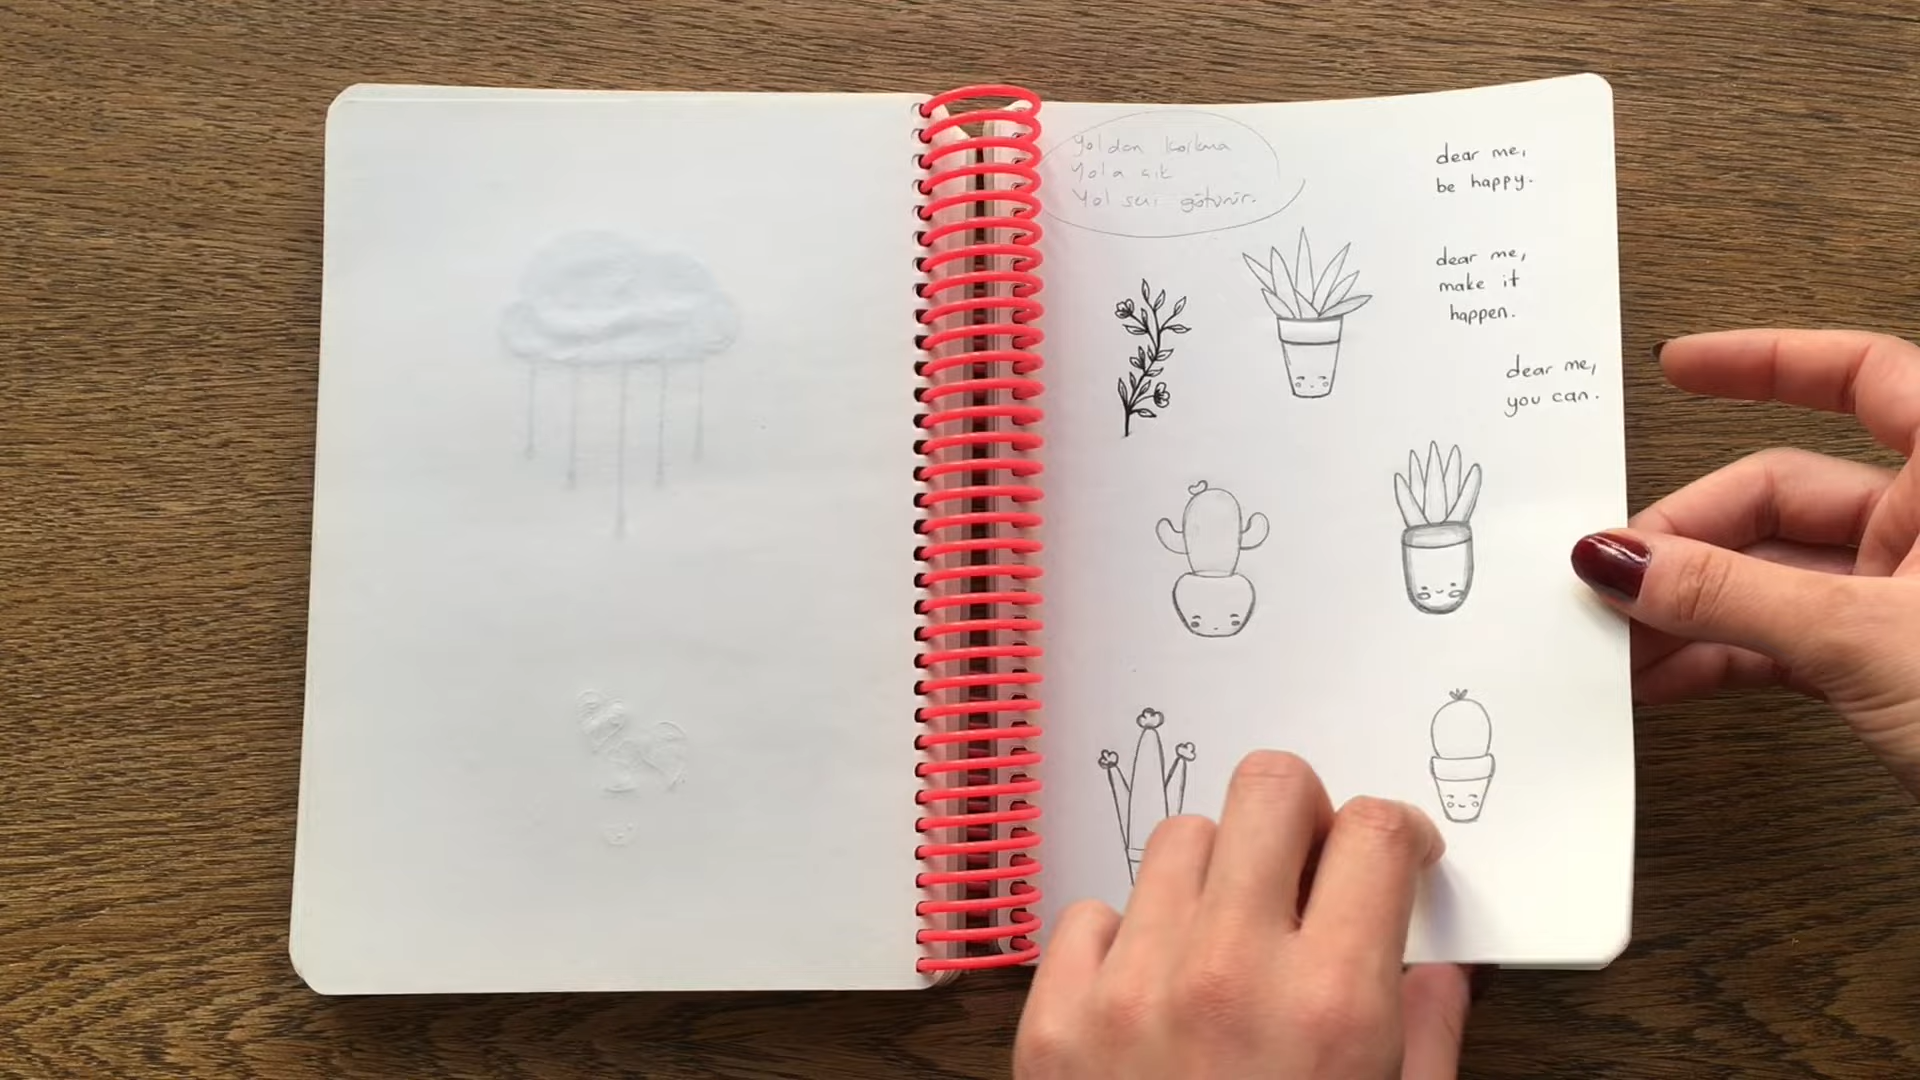 Yoldan korkma
Yola çık
Yol seni götürür.
dear me,
be happy.
dear me,
make it
happen.
dear me,
you can.